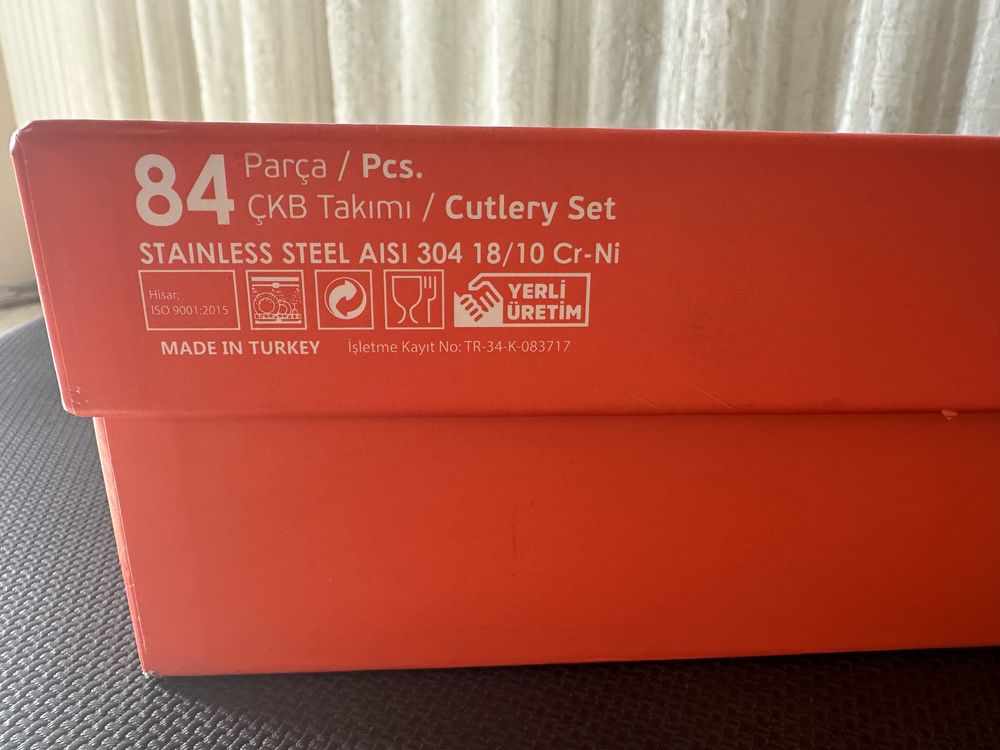 84 Parça / Pcs.
ÇKB Takımı / Cutlery Set
STAINLESS STEEL AISI 304 18/10 Cr-Ni
Hisar;
ISO 9001:2015
YERLİ
ÜRETİM
MADE IN TURKEY İşletme Kayıt No: TR-34-K-083717